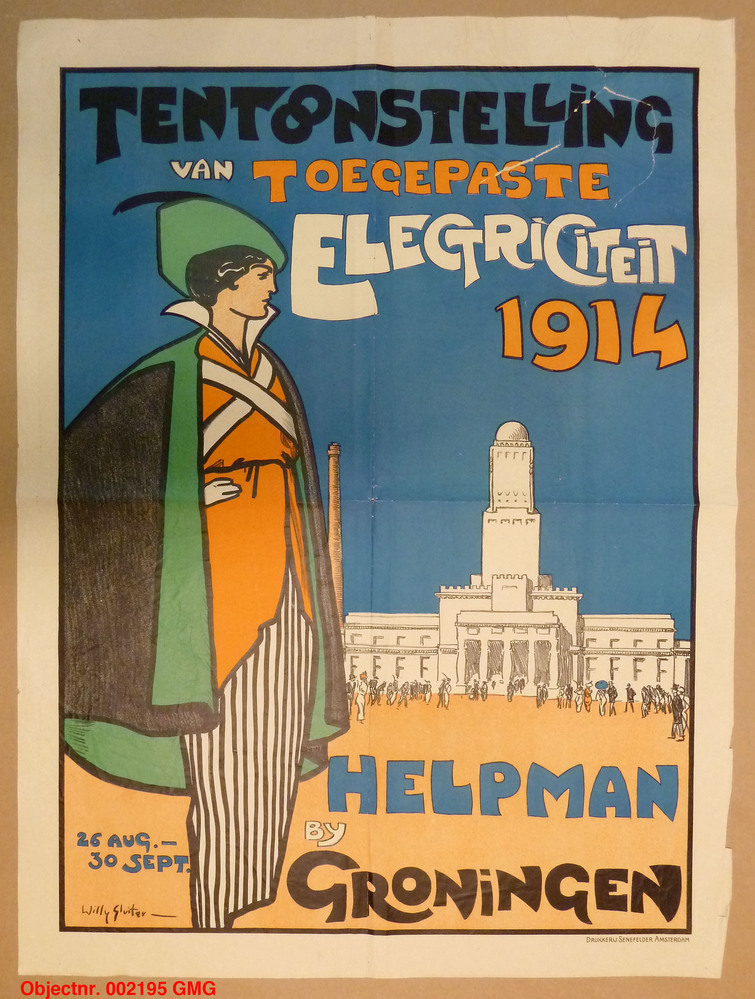 TENTOONSTELLING
VAN TOEGEPASTE
ELECTRICITEIT
1914
HELPMAN
BY
GRONINGEN
26 AUG.-
30 SEPT.
Willy Sluiter
DRUKKERIJ SENEFELDER AMSTERDAM
Objectnr. 002195 GMG